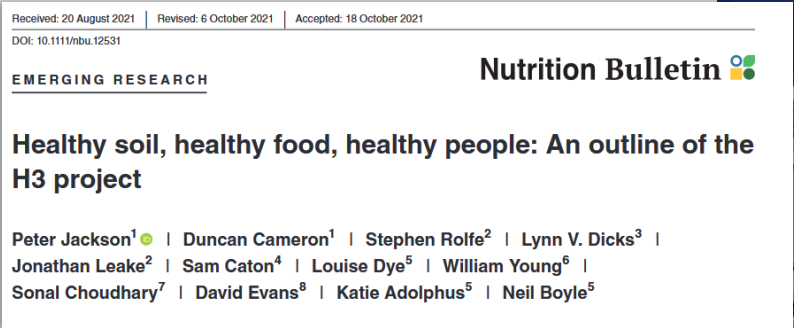 Received: 20 August 2021 | Revised: 6 October 2021 | Accepted: 18 October 2021
DOI: 10.1111/nbu.12531
EMERGING RESEARCH
Nutrition Bulletin
Healthy soil, healthy food, healthy people: An outline of the
H3 project
Peter Jackson1 iD | Duncan Cameron1 | Stephen Rolfe2 | Lynn V. Dicks3 |
Jonathan Leake2 | Sam Caton4 | Louise Dye5 | William Young6 |
Sonal Choudhary7 | David Evans8 | Katie Adolphus5 | Neil Boyle5